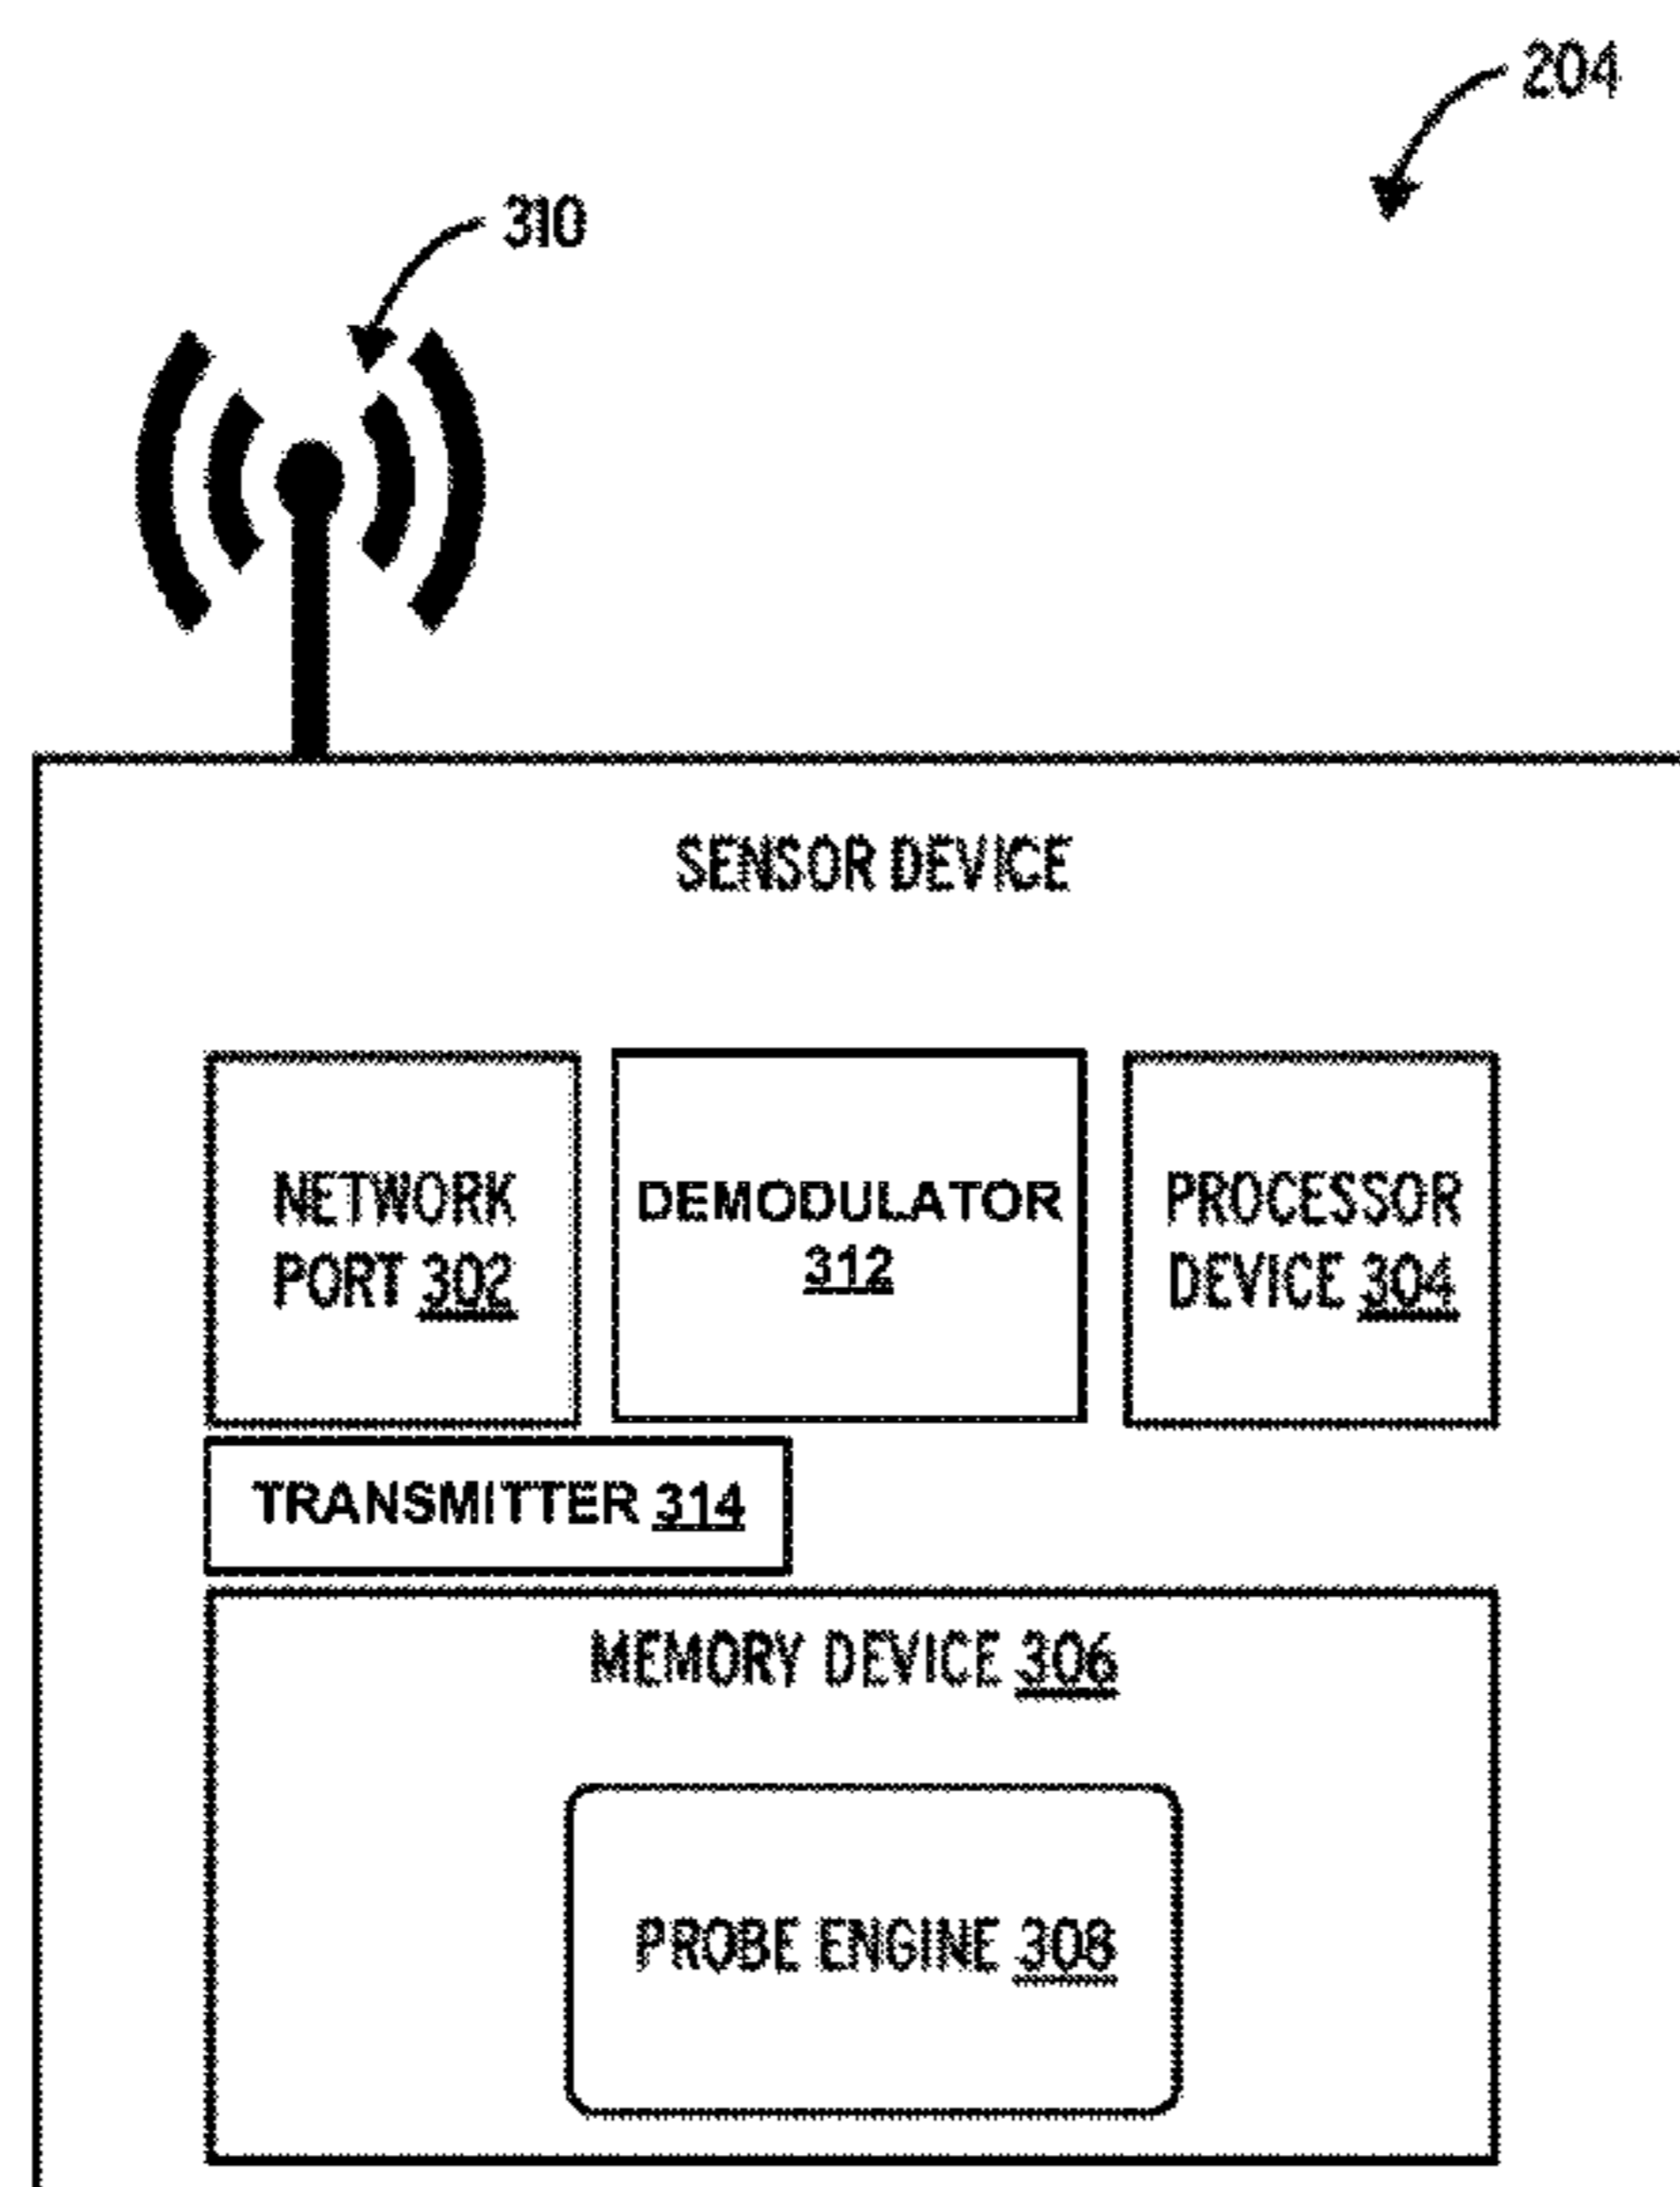 204
310
SENSOR DEVICE
NETWORK
PORT 302
DEMODULATOR
312
PROCESSOR
DEVICE 304
TRANSMITTER 314
MEMORY DEVICE 306
PROBE ENGINE 308